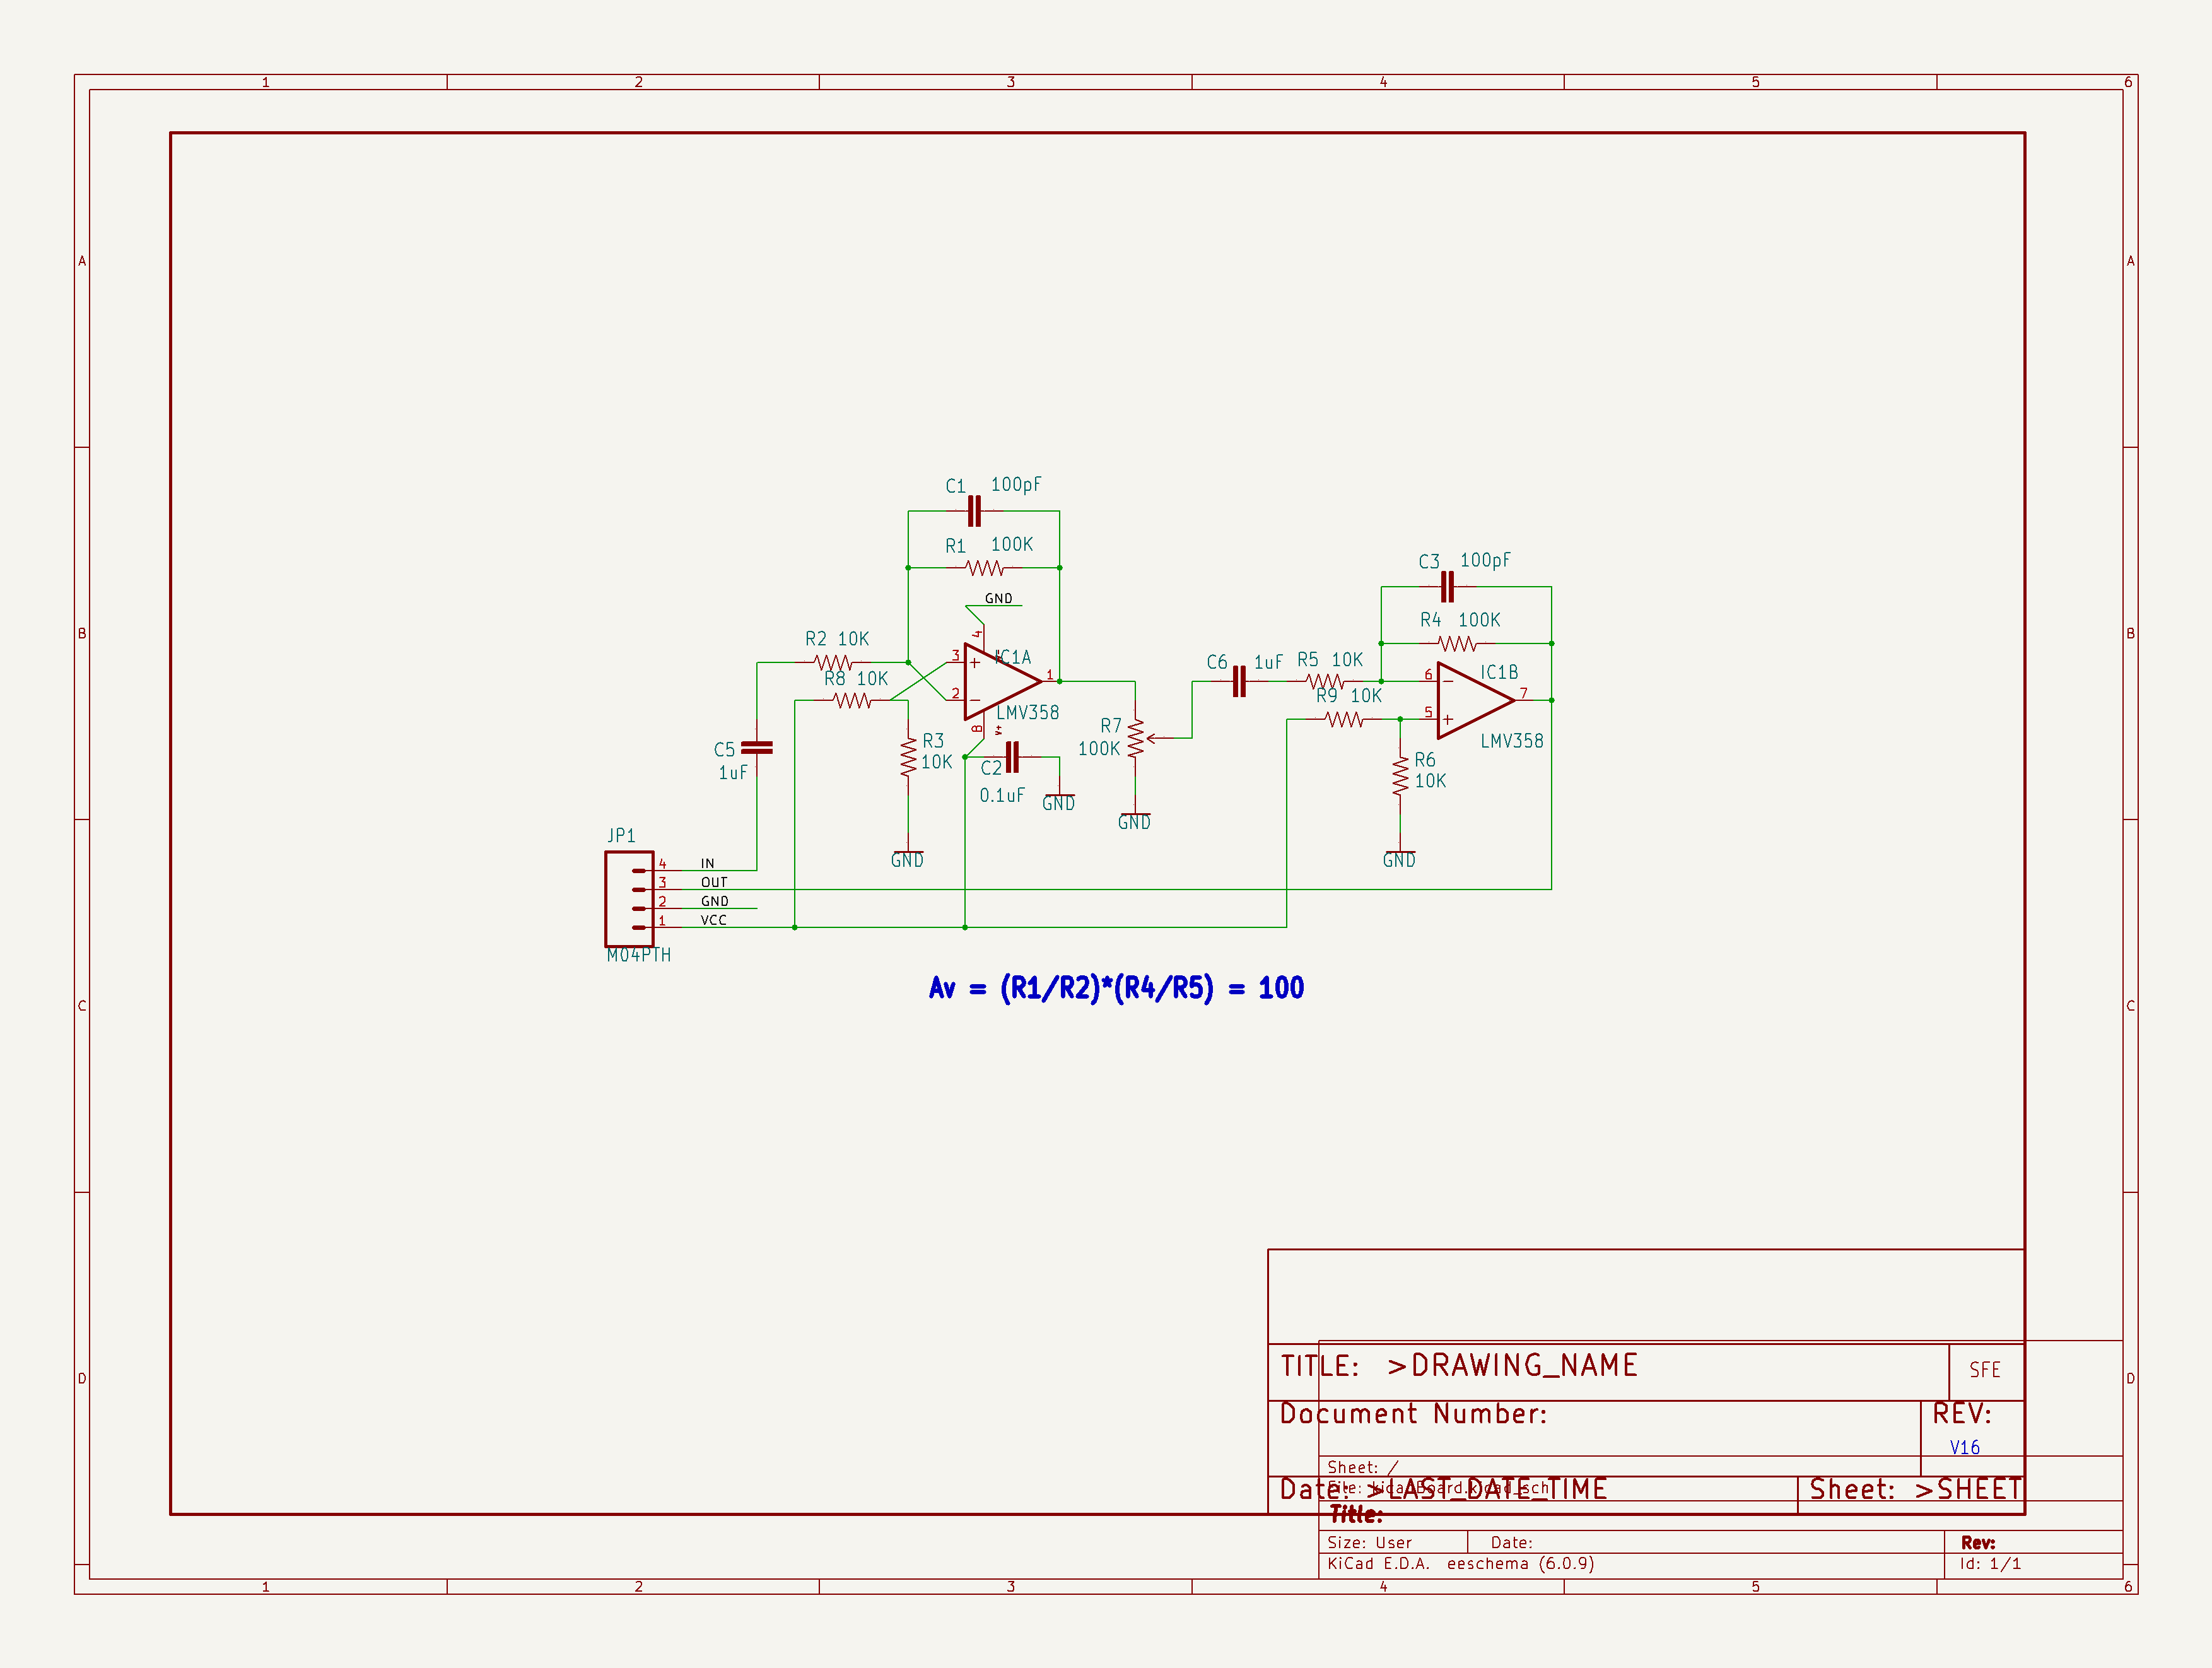 1 2 3 4 5 6
A A
C1 100pF
R1 100K
C3 100pF
GND
R4 100K
B B
R2 10K
4
3 IC1A
C6 1uF R5 10K
IC1B
R8 10K
1
6
R9 10K
2
7
LMV358
5
8
V+
R7
100K
R3
10K
LMV358
C5
1uF
C2
0.1uF
GND
R6
10K
GND
JP1
GND
GND
4 IN
3 OUT
2 GND
1 VCC
M04PTH
Av = (R1/R2)*(R4/R5) = 100
C C
TITLE: >DRAWING_NAME
SFE
D D
Document Number:
REV:
V16
Sheet: /
File: kicadBoard.kicad_sch
Date: >LAST_DATE_TIME
Sheet: >SHEET
Title:
Size: User Date: Rev:
KiCad E.D.A. eeschema (6.0.9) Id: 1/1
1 2 3 4 5 6